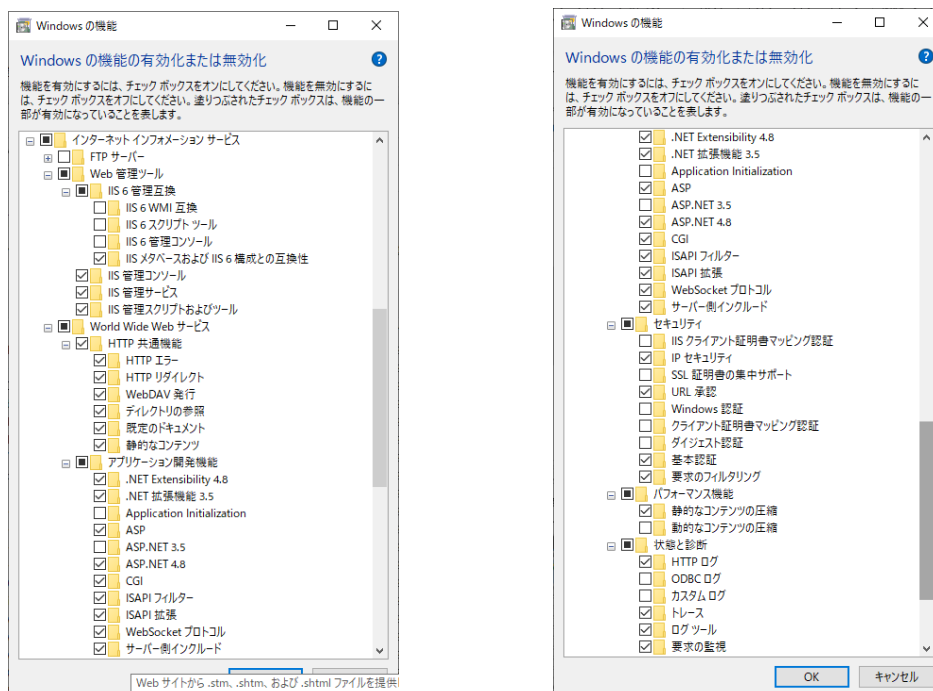 Windows の機能
Windows の機能の有効化または無効化
機能を有効にするには、チェック ボックスをオンにしてください。機能を無効にするに
は、チェック ボックスをオフにしてください。塗りつぶされたチェック ボックスは、機能の一
部が有効になっていることを表します。
インターネット インフォメーション サービス
FTP サーバー
Web 管理ツール
IIS 6 管理互換
IIS 6 WMI 互換
IIS 6 スクリプト ツール
IIS 6 管理コンソール
IIS メタベースおよび IIS 6 構成との互換性
IIS 管理コンソール
IIS 管理サービス
IIS 管理スクリプトおよびツール
World Wide Web サービス
HTTP 共通機能
HTTP エラー
HTTP リダイレクト
WebDAV 発行
ディレクトリの参照
既定のドキュメント
静的なコンテンツ
アプリケーション開発機能
.NET Extensibility 4.8
.NET 拡張機能 3.5
Application Initialization
ASP
ASP.NET 3.5
ASP.NET 4.8
CGI
ISAPI フィルター
ISAPI 拡張
WebSocket プロトコル
サーバー側インクルード
Web サイトから .stm、.shtm、および .shtml ファイルを提供
Windows の機能
Windows の機能の有効化または無効化
機能を有効にするには、チェック ボックスをオンにしてください。機能を無効にするに
は、チェック ボックスをオフにしてください。塗りつぶされたチェック ボックスは、機能の一
部が有効になっていることを表します。
.NET Extensibility 4.8
.NET 拡張機能 3.5
Application Initialization
ASP
ASP.NET 3.5
ASP.NET 4.8
CGI
ISAPI フィルター
ISAPI 拡張
WebSocket プロトコル
サーバー側インクルード
セキュリティ
IIS クライアント証明書マッピング認証
IP セキュリティ
SSL 証明書の集中サポート
URL 承認
Windows 認証
クライアント証明書マッピング認証
ダイジェスト認証
基本認証
要求のフィルタリング
パフォーマンス機能
静的なコンテンツの圧縮
動的なコンテンツの圧縮
状態と診断
HTTP ログ
ODBC ログ
カスタム ログ
トレース
ログ ツール
要求の監視
OK
キャンセル